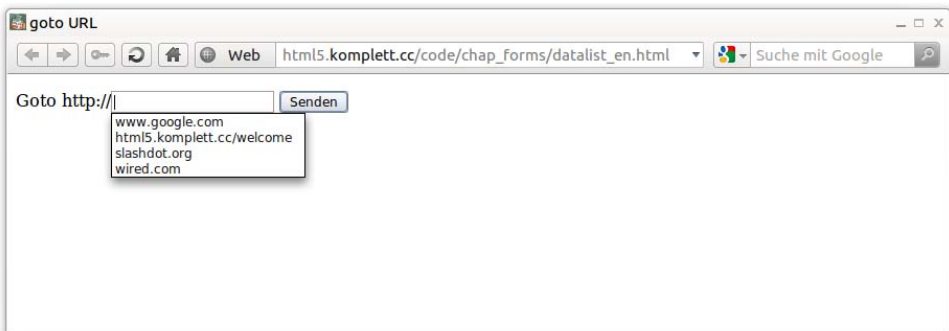 goto URL
Web html5.komplett.cc/code/chap_forms/datalist_en.html Suche mit Google
Goto http:// Senden
www.google.com
html5.komplett.cc/welcome
slashdot.org
wired.com